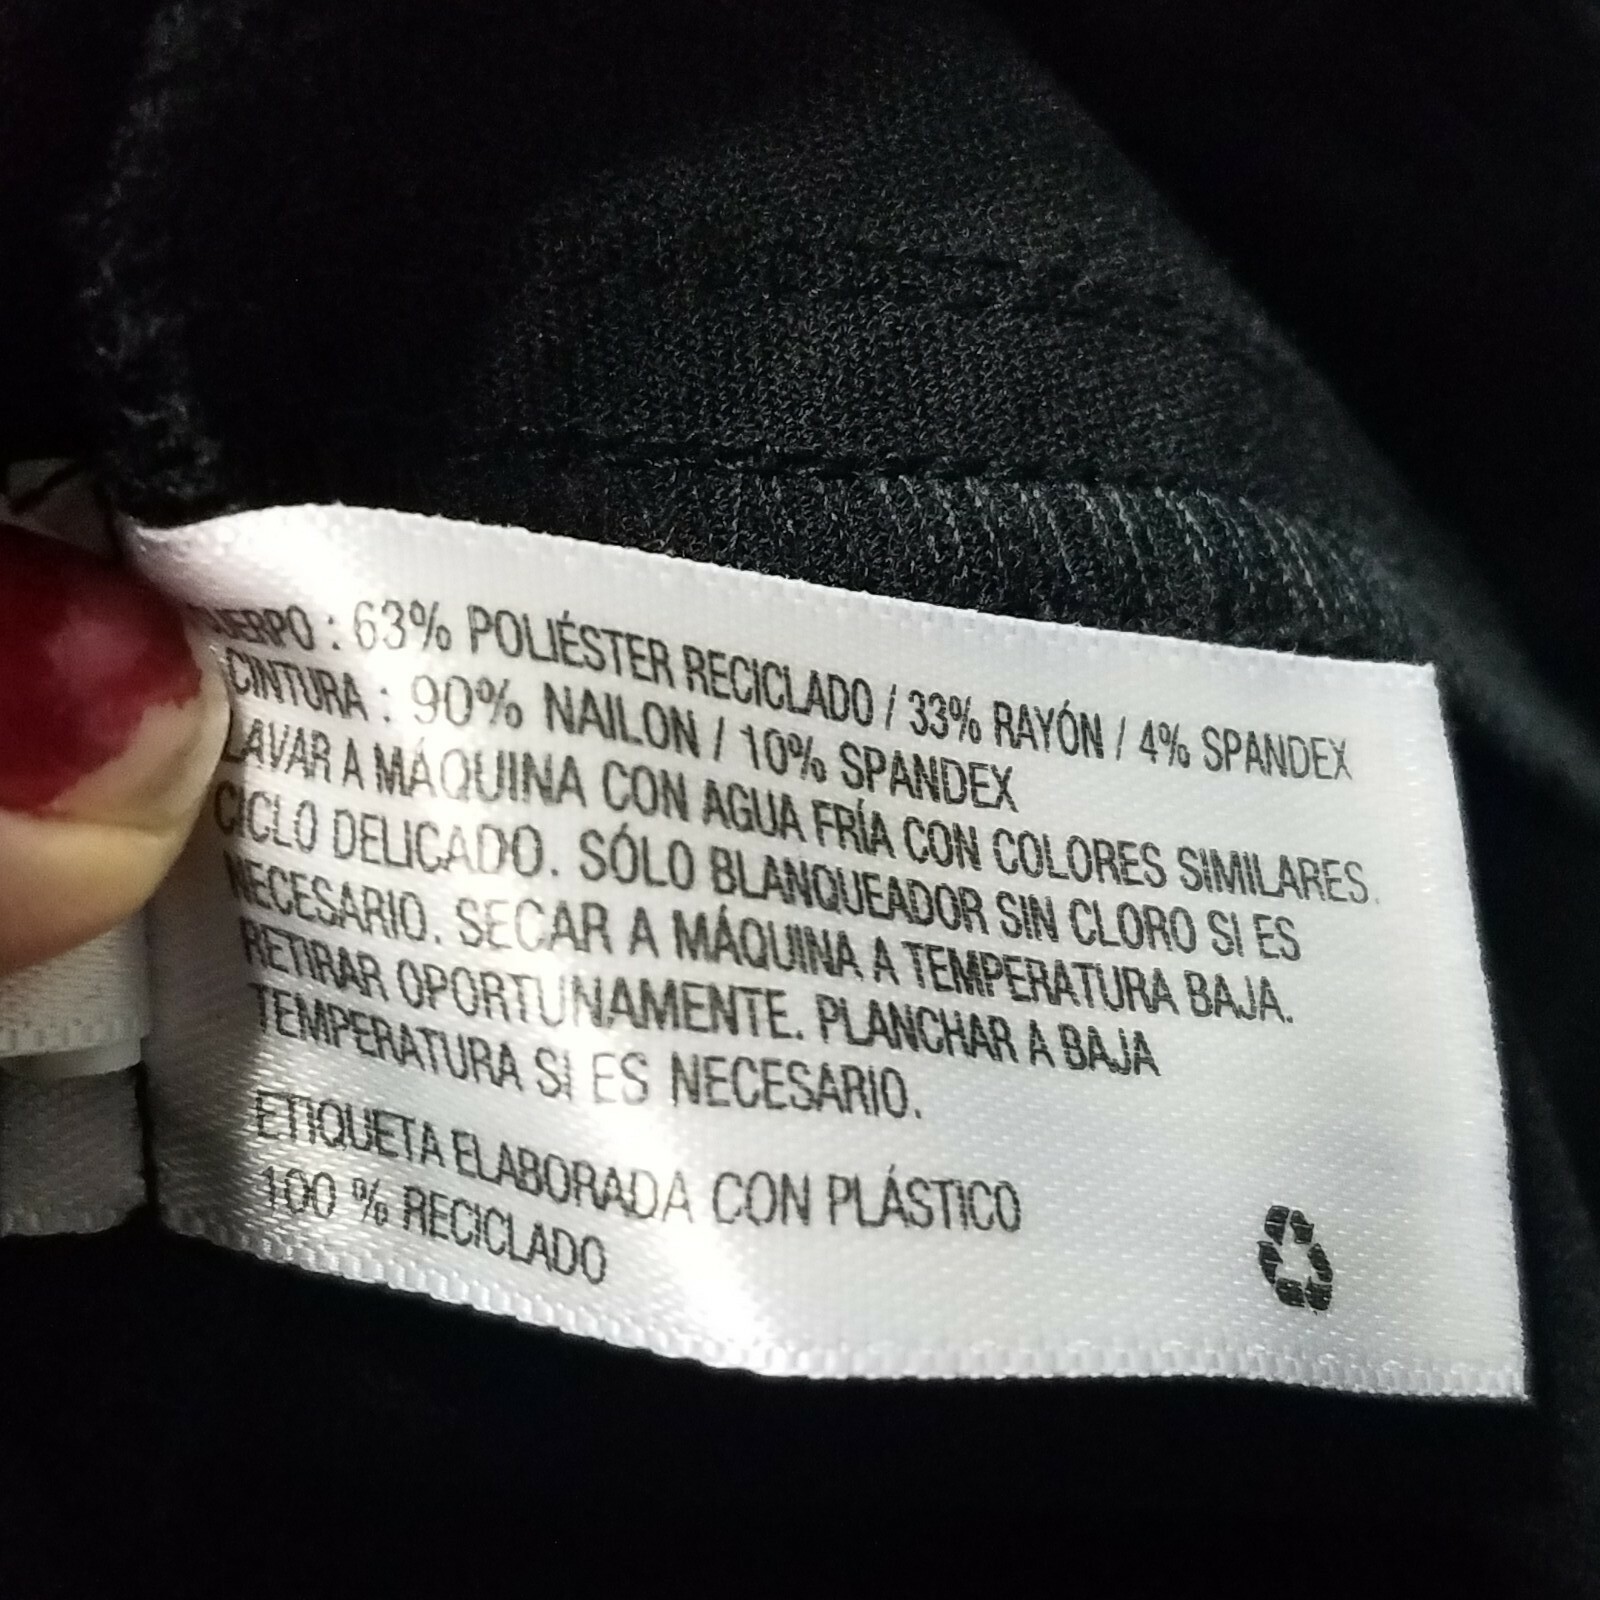 CUERPO : 63% POLIÉSTER RECICLADO / 33% RAYÓN / 4% SPANDEX
CINTURA : 90% NAILON / 10% SPANDEX
LAVAR A MÁQUINA CON AGUA FRÍA CON COLORES SIMILARES.
CICLO DELICADO. SÓLO BLANQUEADOR SIN CLORO SI ES
NECESARIO. SECAR A MÁQUINA A TEMPERATURA BAJA.
RETIRAR OPORTUNAMENTE. PLANCHAR A BAJA
TEMPERATURA SI ES NECESARIO.
ETIQUETA ELABORADA CON PLÁSTICO
100 % RECICLADO